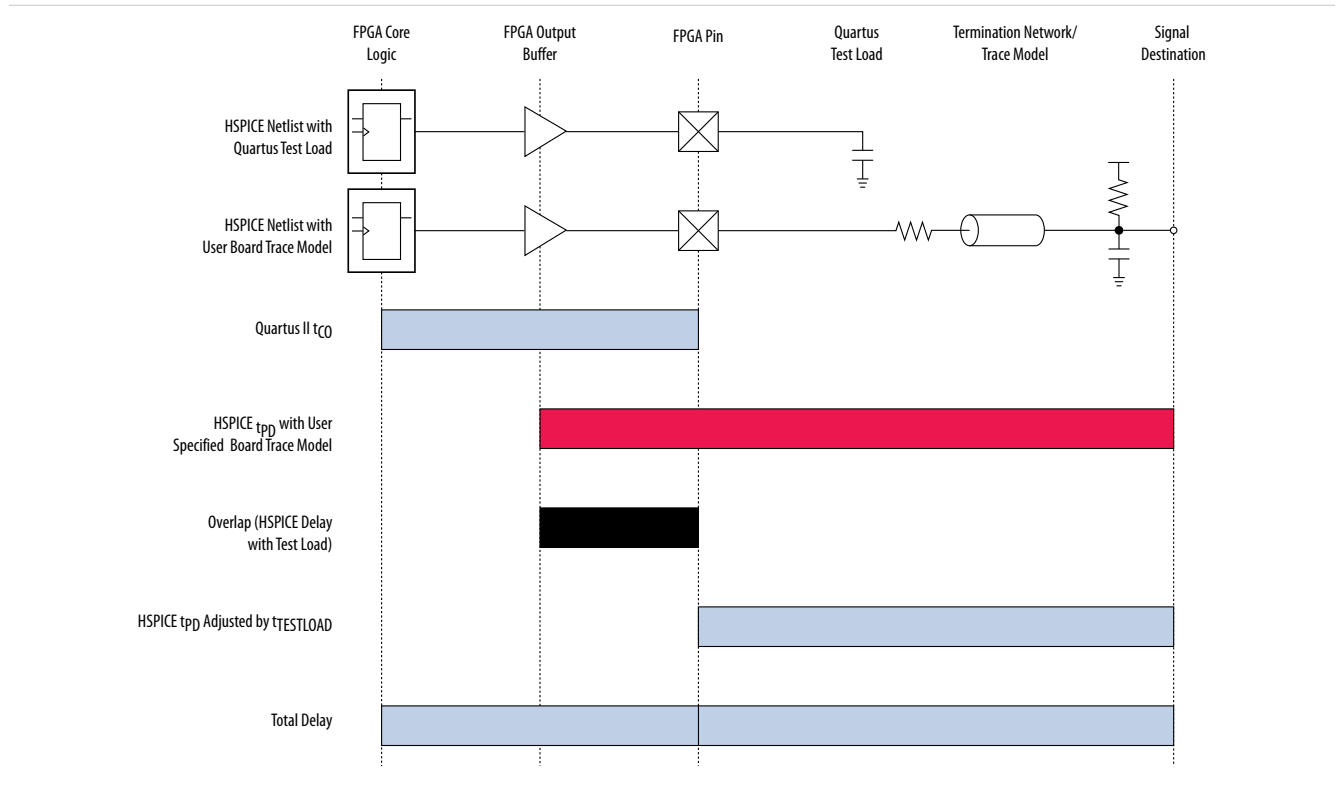 FPGA Core
Logic
FPGA Output
Buffer
FPGA Pin
Quartus
Test Load
Termination Network/
Trace Model
Signal
Destination
HSPICE Netlist with
Quartus Test Load
HSPICE Netlist with
User Board Trace Model
Quartus II tCO
HSPICE tPD with User
Specified Board Trace Model
Overlap (HSPICE Delay
with Test Load)
HSPICE tPD Adjusted by tTESTLOAD
Total Delay